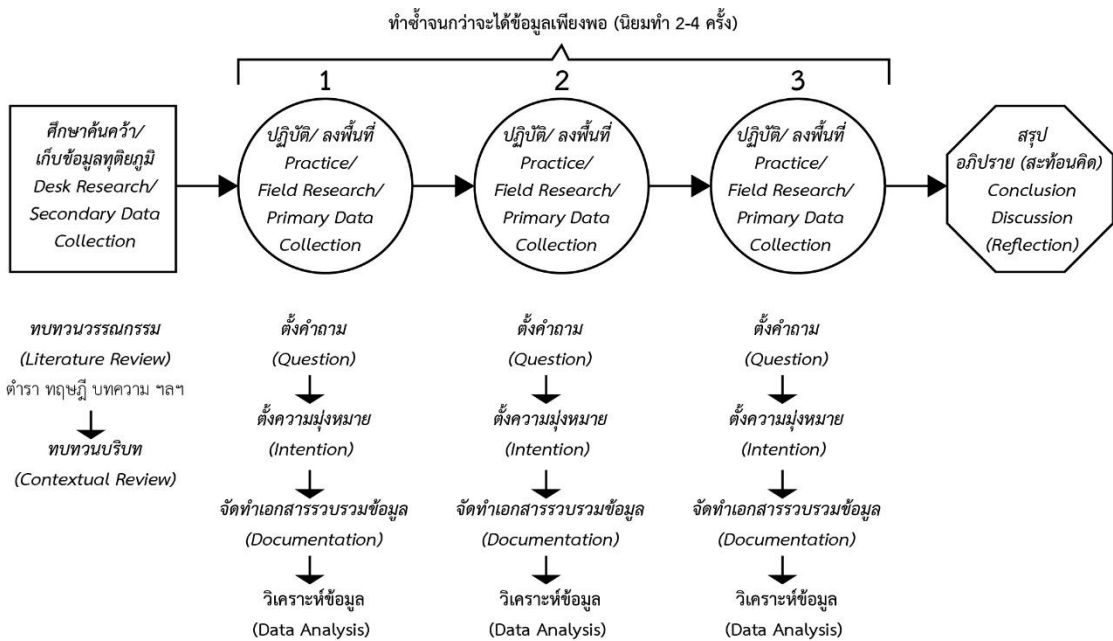 ทำซ้ำจนกว่าจะได้ข้อมูลเพียงพอ (นิยมทำ 2-4 ครั้ง)
1
2
3
ศึกษาค้นคว้า/
เก็บข้อมูลทุติยภูมิ
Desk Research/
Secondary Data
Collection
ปฏิบัติ/ ลงพื้นที่
Practice/
Field Research/
Primary Data
Collection
ปฏิบัติ/ ลงพื้นที่
Practice/
Field Research/
Primary Data
Collection
ปฏิบัติ/ ลงพื้นที่
Practice/
Field Research/
Primary Data
Collection
สรุป
อภิปราย (สะท้อนคิด)
Conclusion
Discussion
(Reflection)
ทบทวนวรรณกรรม
(Literature Review)
ตำรา ทฤษฎี บทความ ฯลฯ
ทบทวนบริบท
(Contextual Review)
ตั้งคำถาม
(Question)
ตั้งความมุ่งหมาย
(Intention)
จัดทำเอกสารรวบรวมข้อมูล
(Documentation)
วิเคราะห์ข้อมูล
(Data Analysis)
ตั้งคำถาม
(Question)
ตั้งความมุ่งหมาย
(Intention)
จัดทำเอกสารรวบรวมข้อมูล
(Documentation)
วิเคราะห์ข้อมูล
(Data Analysis)
ตั้งคำถาม
(Question)
ตั้งความมุ่งหมาย
(Intention)
จัดทำเอกสารรวบรวมข้อมูล
(Documentation)
วิเคราะห์ข้อมูล
(Data Analysis)